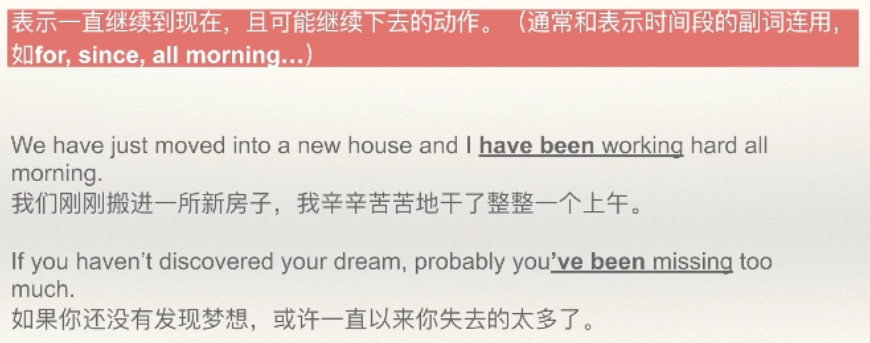 表示一直继续到现在，且可能继续下去的动作。（通常和表示时间段的副词连用，
如for, since, all morning…）
We have just moved into a new house and I have been working hard all
morning.
我们刚刚搬进一所新房子，我辛辛苦苦地干了整整一个上午。
If you haven’t discovered your dream, probably you’ve been missing too
much.
如果你还没有发现梦想，或许一直以来你失去的太多了。